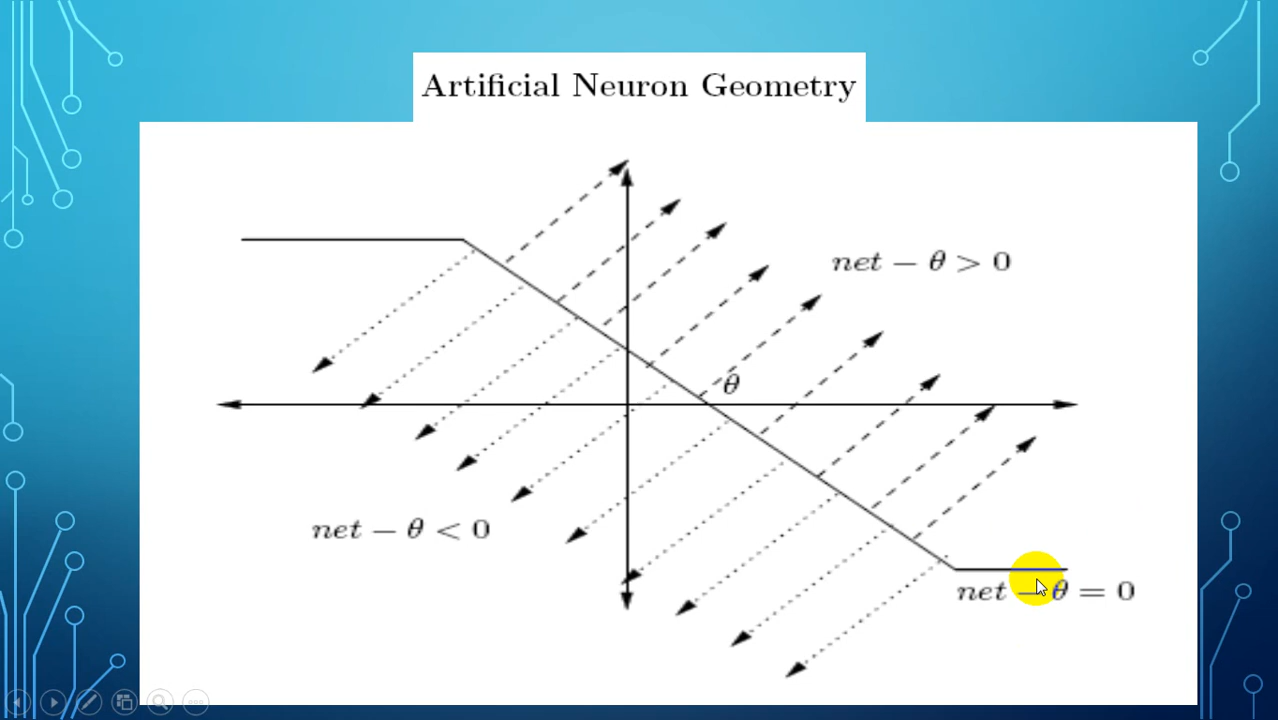 Artificial Neuron Geometry
net − θ > 0
θ
net − θ < 0
net − θ = 0